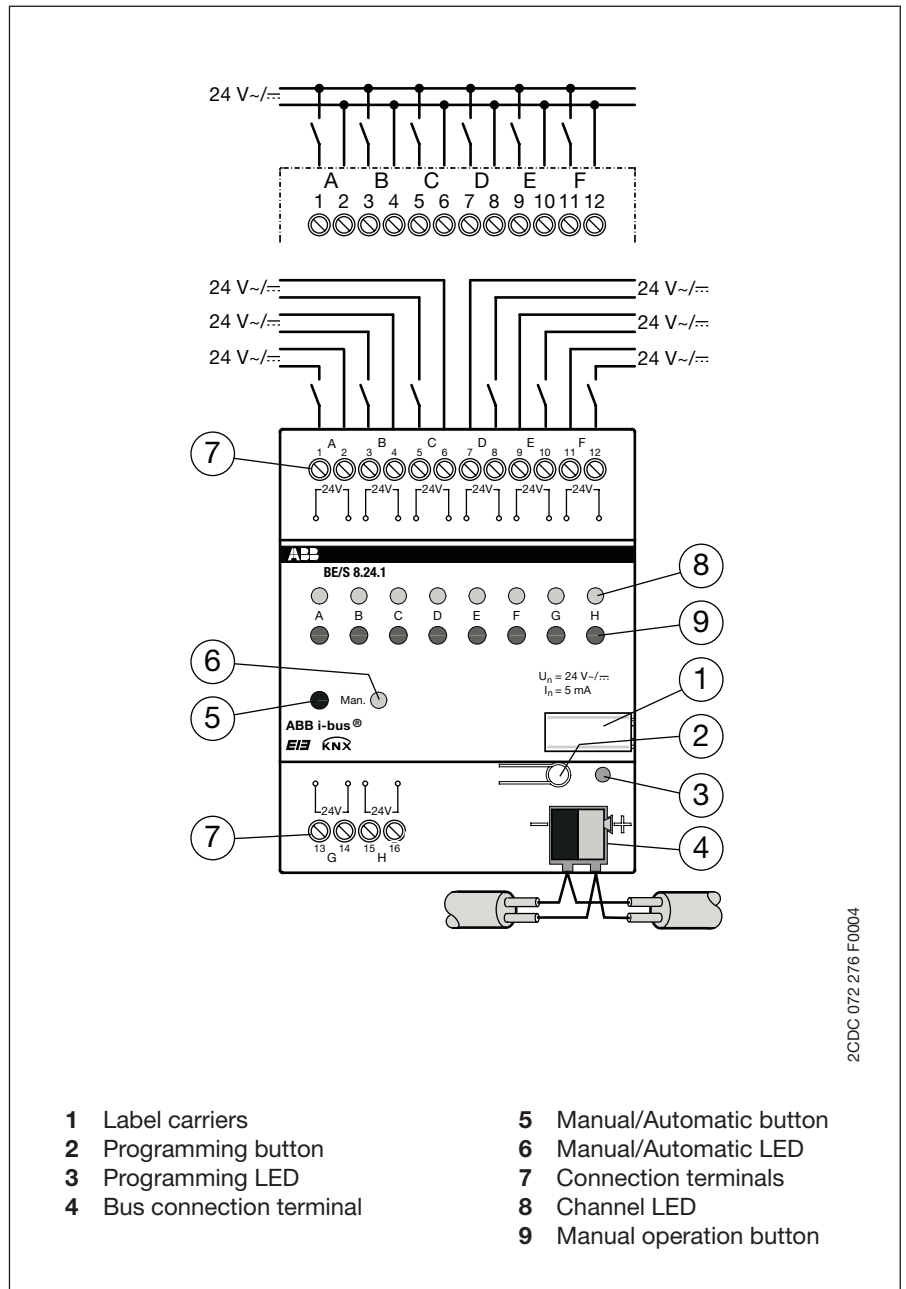 24 V~/⎓
A B C D E F
1 2 3 4 5 6 7 8 9 10 11 12
24 V~/⎓ 24 V~/⎓
24 V~/⎓ 24 V~/⎓
24 V~/⎓ 24 V~/⎓
A B C D E F
1 2 3 4 5 6 7 8 9 10 11 12
7
24V 24V 24V 24V 24V 24V
ABB
BE/S 8.24.1
8
A B C D E F G H
9
6
Un = 24 V~/⎓
In = 5 mA
1
5
Man.
ABB i-bus®
EIB KNX
2
3
24V 24V
7
13 14 15 16
G H
4
2CDC 072 276 F0004
1 Label carriers
2 Programming button
3 Programming LED
4 Bus connection terminal
5 Manual/Automatic button
6 Manual/Automatic LED
7 Connection terminals
8 Channel LED
9 Manual operation button